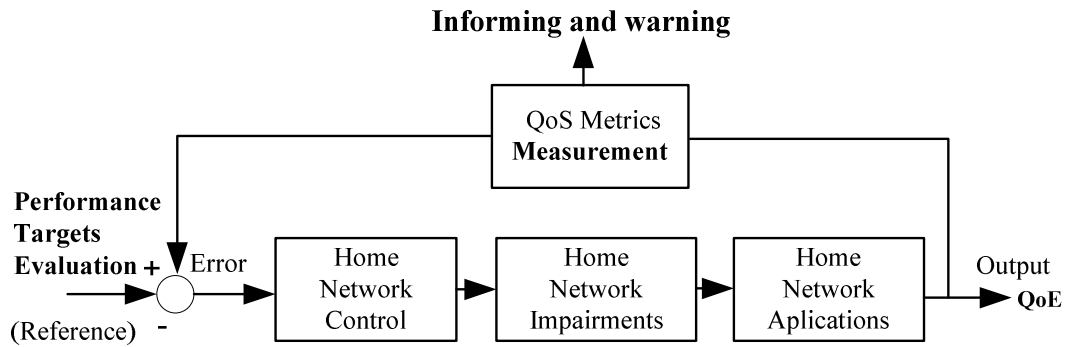 Informing and warning
QoS Metrics
Measurement
Performance
Targets
Evaluation +
Error
(Reference)
-
Home
Network
Control
Home
Network
Impairments
Home
Network
Aplications
Output
QoE